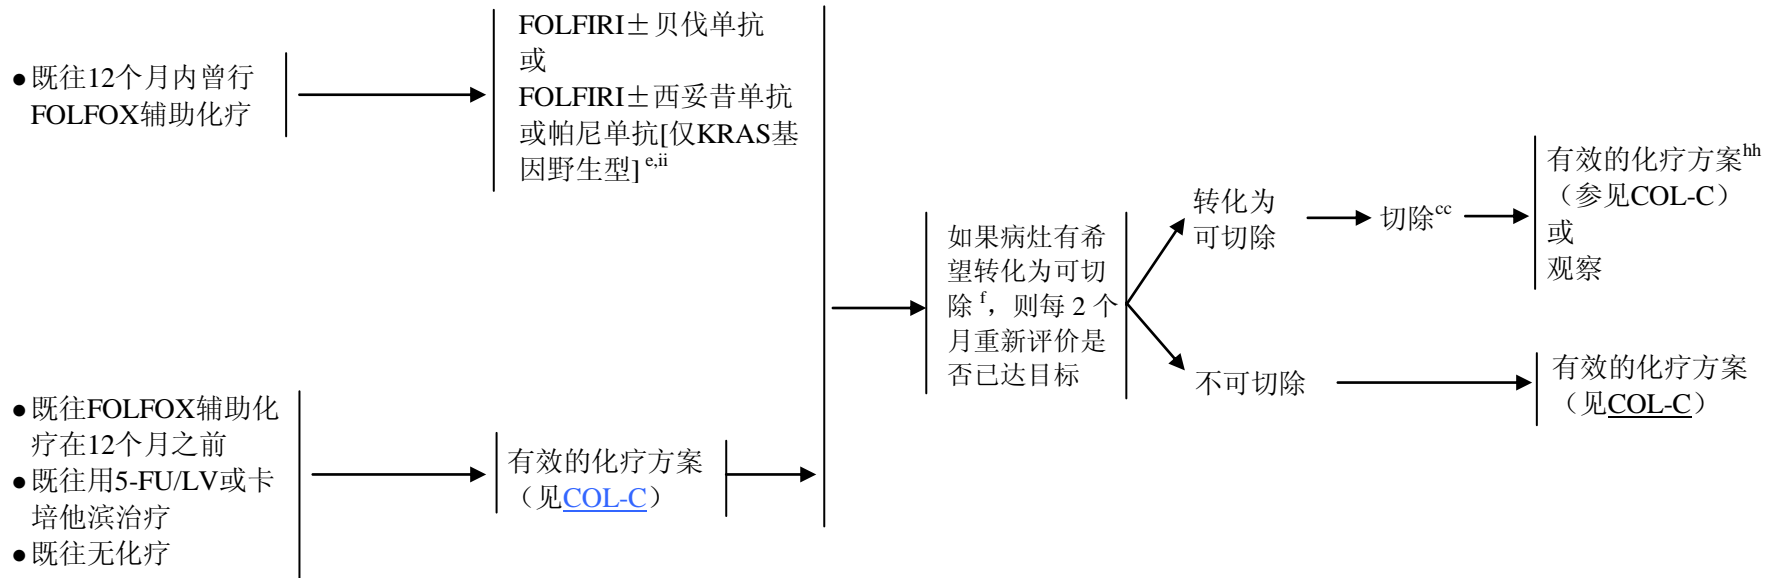 ●既往12个月内曾行
FOLFOX辅助化疗
FOLFIRI±贝伐单抗
或
FOLFIRI±西妥昔单抗
或帕尼单抗[仅KRAS基
因野生型] e,ii
●既往FOLFOX辅助化
疗在12个月之前
●既往用5-FU/LV或卡
培他滨治疗
●既往无化疗
有效的化疗方案
（见COL-C）
如果病灶有希
望转化为可切
除 f，则每 2 个
月重新评价是
否已达目标
转化为
可切除
切除cc
有效的化疗方案hh
（参见COL-C）
或
观察
不可切除
有效的化疗方案
（见COL-C）